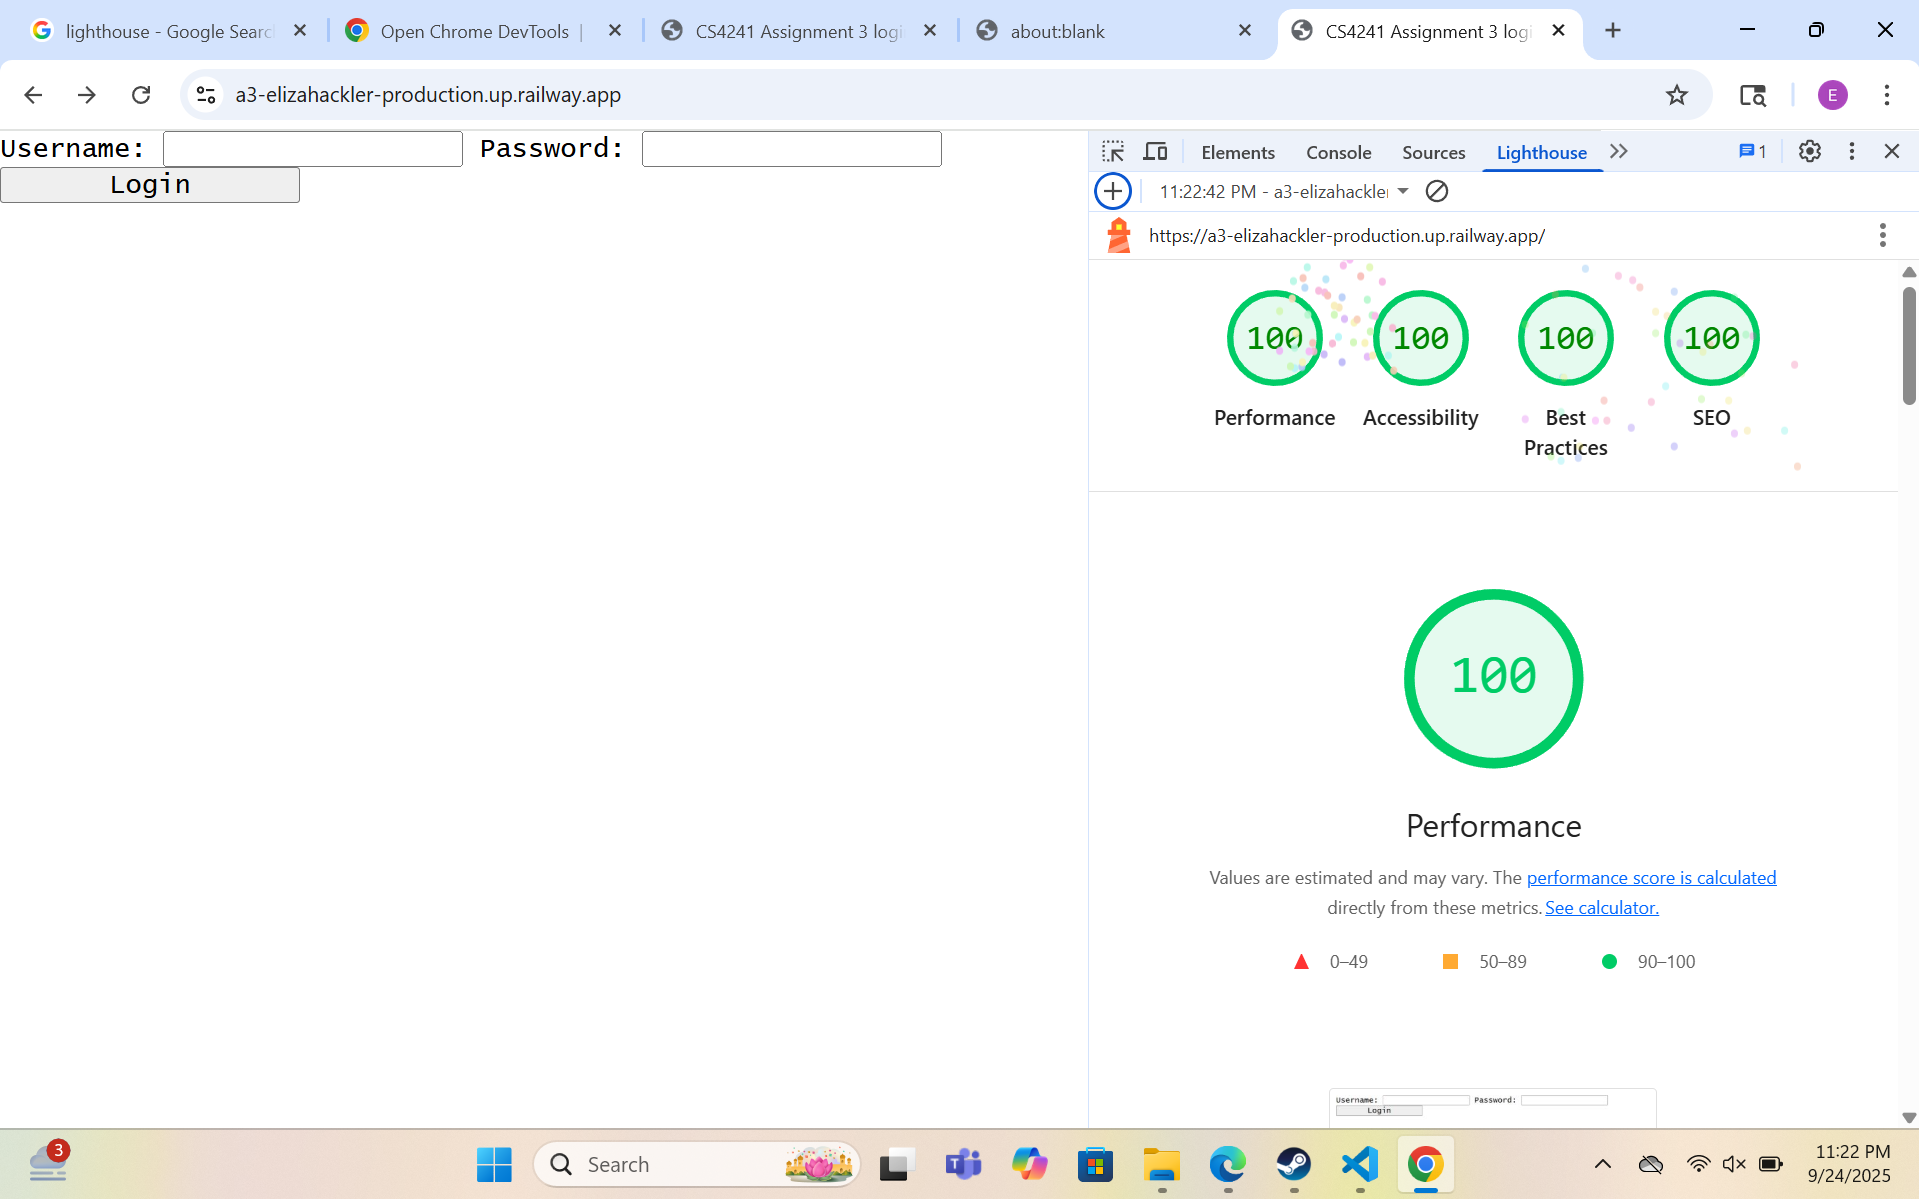 lighthouse - Google Searc
Open Chrome DevTools |
CS4241 Assignment 3 logi
about:blank
CS4241 Assignment 3 logi
a3-elizahackler-production.up.railway.app
E
Username: Password:
Login
Elements Console Sources Lighthouse 1
11:22:42 PM - a3-elizahackler
https://a3-elizahackler-production.up.railway.app/
100 100 100 100
Performance Accessibility Best Practices SEO
100
Performance
Values are estimated and may vary. The performance score is calculated
directly from these metrics. See calculator.
0–49 50–89 90–100
Username: Password:
Login
3
Search
11:22 PM
9/24/2025